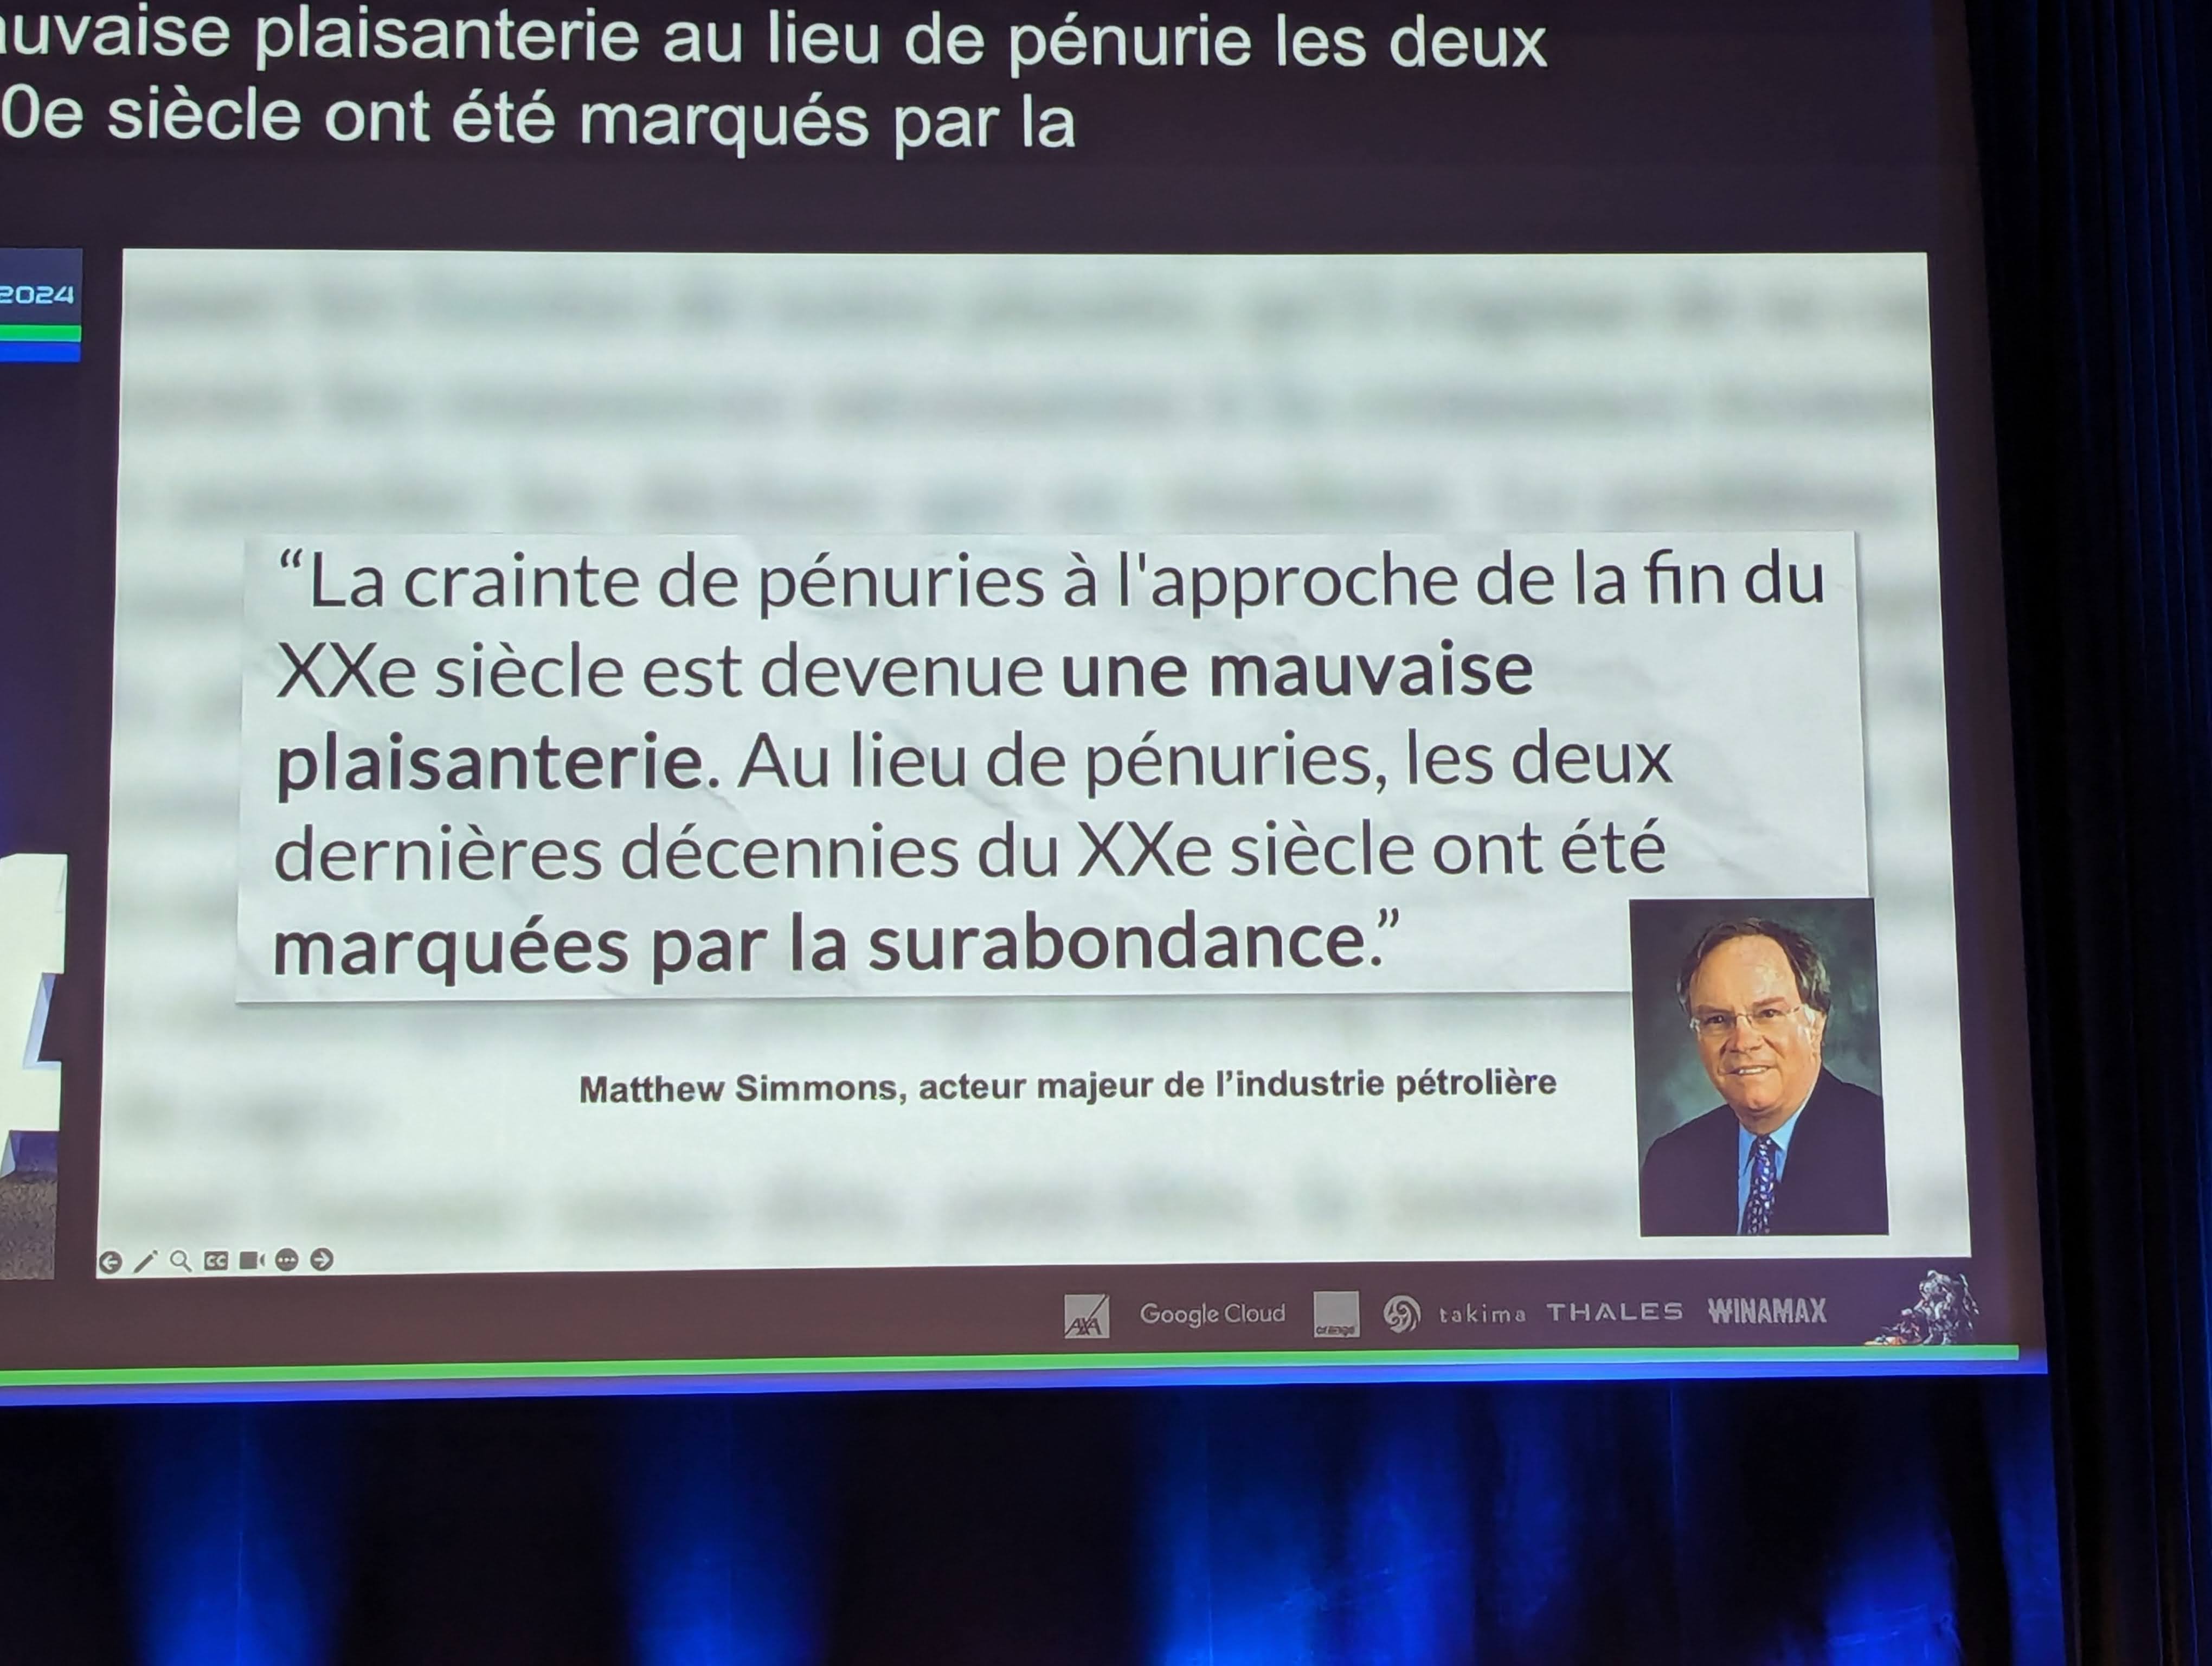 plaisanterie au lieu de pénurie les deux
siècle ont été marqués par la
2024
“La crainte de pénuries à l'approche de la fin du
XXe siècle est devenue une mauvaise
plaisanterie. Au lieu de pénuries, les deux
dernières décennies du XXe siècle ont été
marquées par la surabondance.”
Matthew Simmons, acteur majeur de l’industrie pétrolière
CC
AXA Google Cloud orange takima THALES WINAMAX